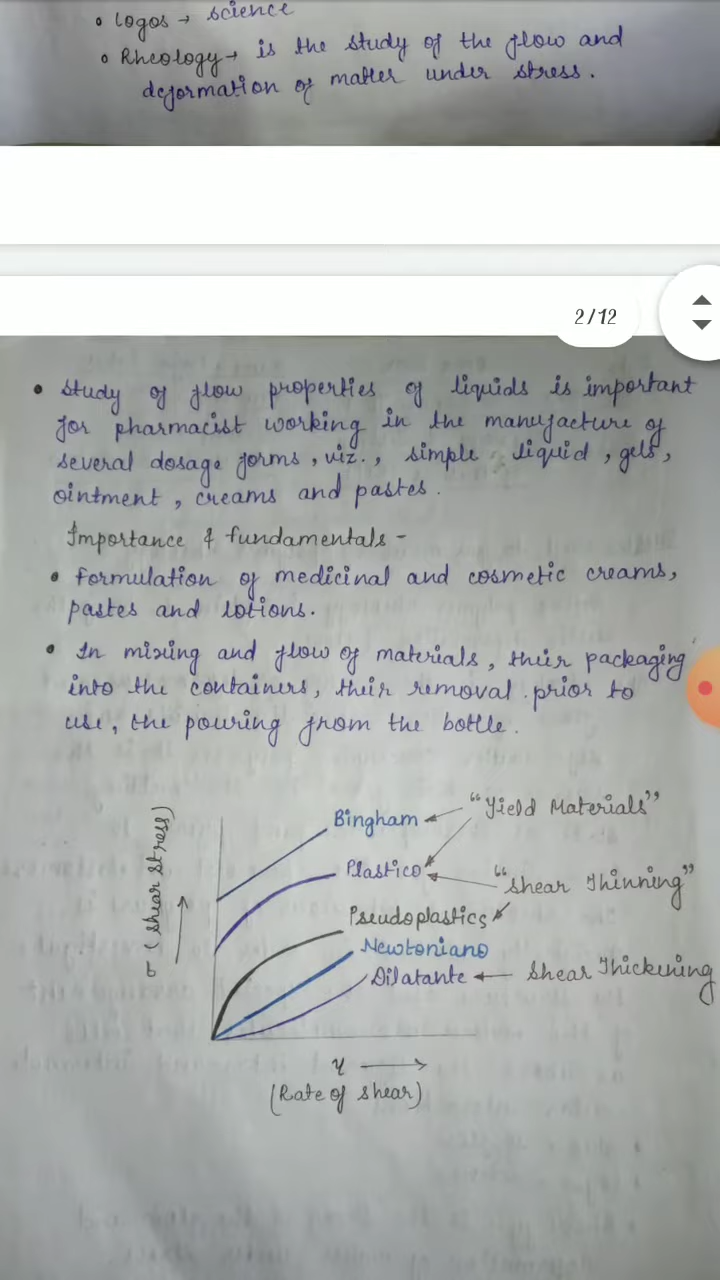 • Logos → science
• Rheology → is the study of the flow and
deformation of matter under stress.
2/12
• Study of flow properties of liquids is important
for pharmacist working in the manufacture of
several dosage forms, viz., simple liquid, gels,
ointment, creams and pastes.
Importance & fundamentals -
• formulation of medicinal and cosmetic creams,
pastes and lotions.
• In mixing and flow of materials, their packaging
into the containers, their removal prior to
use, the pouring from the bottle.
σ (shear stress) →
Bingham ← "Yield Materials"
Plastico ← "Shear Thinning"
Pseudoplastics
Newtoniano
Dilatante ← Shear Thickening
γ →
(Rate of shear)